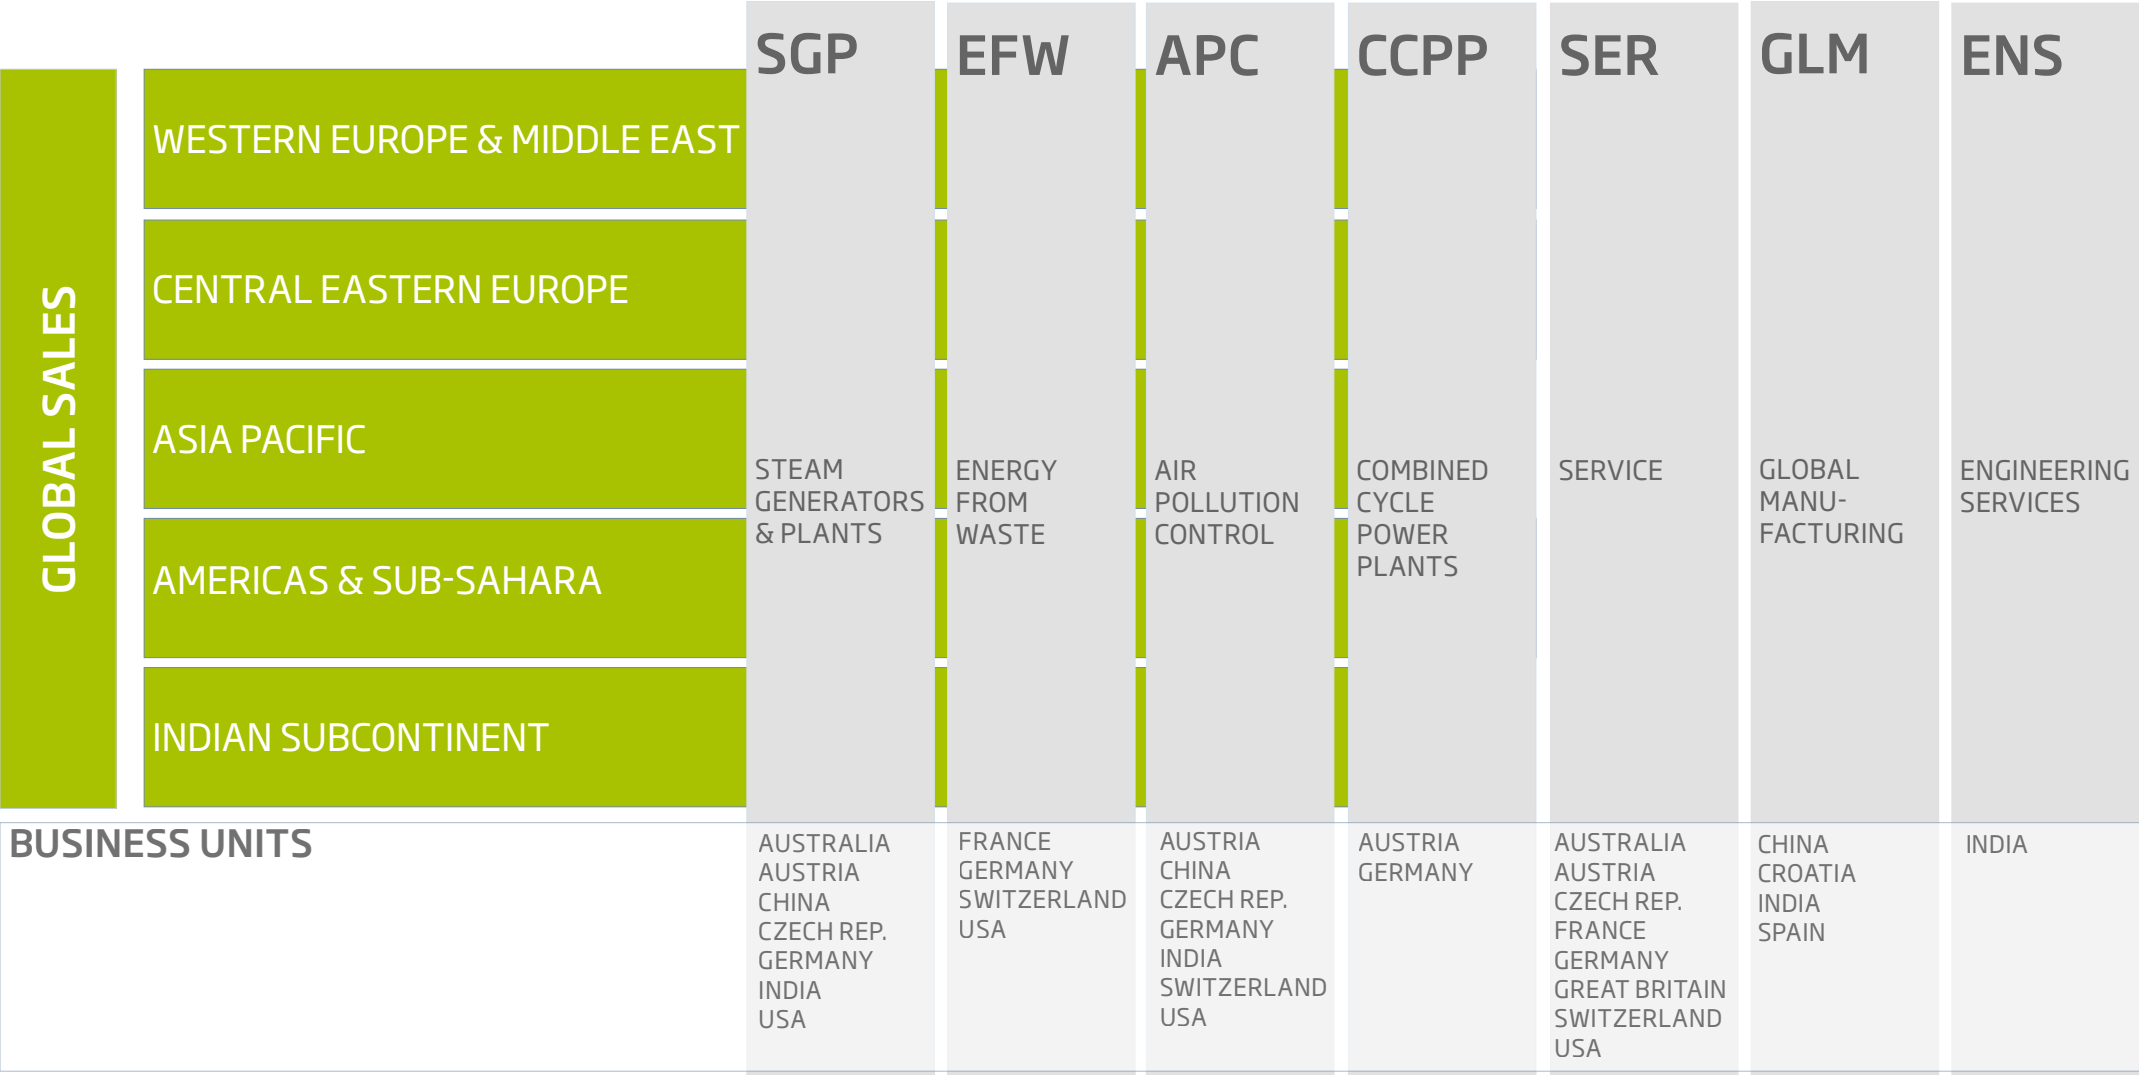 SGP
EFW
APC
CCPP
SER
GLM
ENS
GLOBAL SALES
WESTERN EUROPE & MIDDLE EAST
CENTRAL EASTERN EUROPE
ASIA PACIFIC
AMERICAS & SUB-SAHARA
INDIAN SUBCONTINENT
STEAM
GENERATORS
& PLANTS
ENERGY
FROM
WASTE
AIR
POLLUTION
CONTROL
COMBINED
CYCLE
POWER
PLANTS
SERVICE
GLOBAL
MANU-
FACTURING
ENGINEERING
SERVICES
BUSINESS UNITS
AUSTRALIA
AUSTRIA
CHINA
CZECH REP.
GERMANY
INDIA
USA
FRANCE
GERMANY
SWITZERLAND
USA
AUSTRIA
CHINA
CZECH REP.
GERMANY
INDIA
SWITZERLAND
USA
AUSTRIA
GERMANY
AUSTRALIA
AUSTRIA
CZECH REP.
FRANCE
GERMANY
GREAT BRITAIN
SWITZERLAND
USA
CHINA
CROATIA
INDIA
SPAIN
INDIA